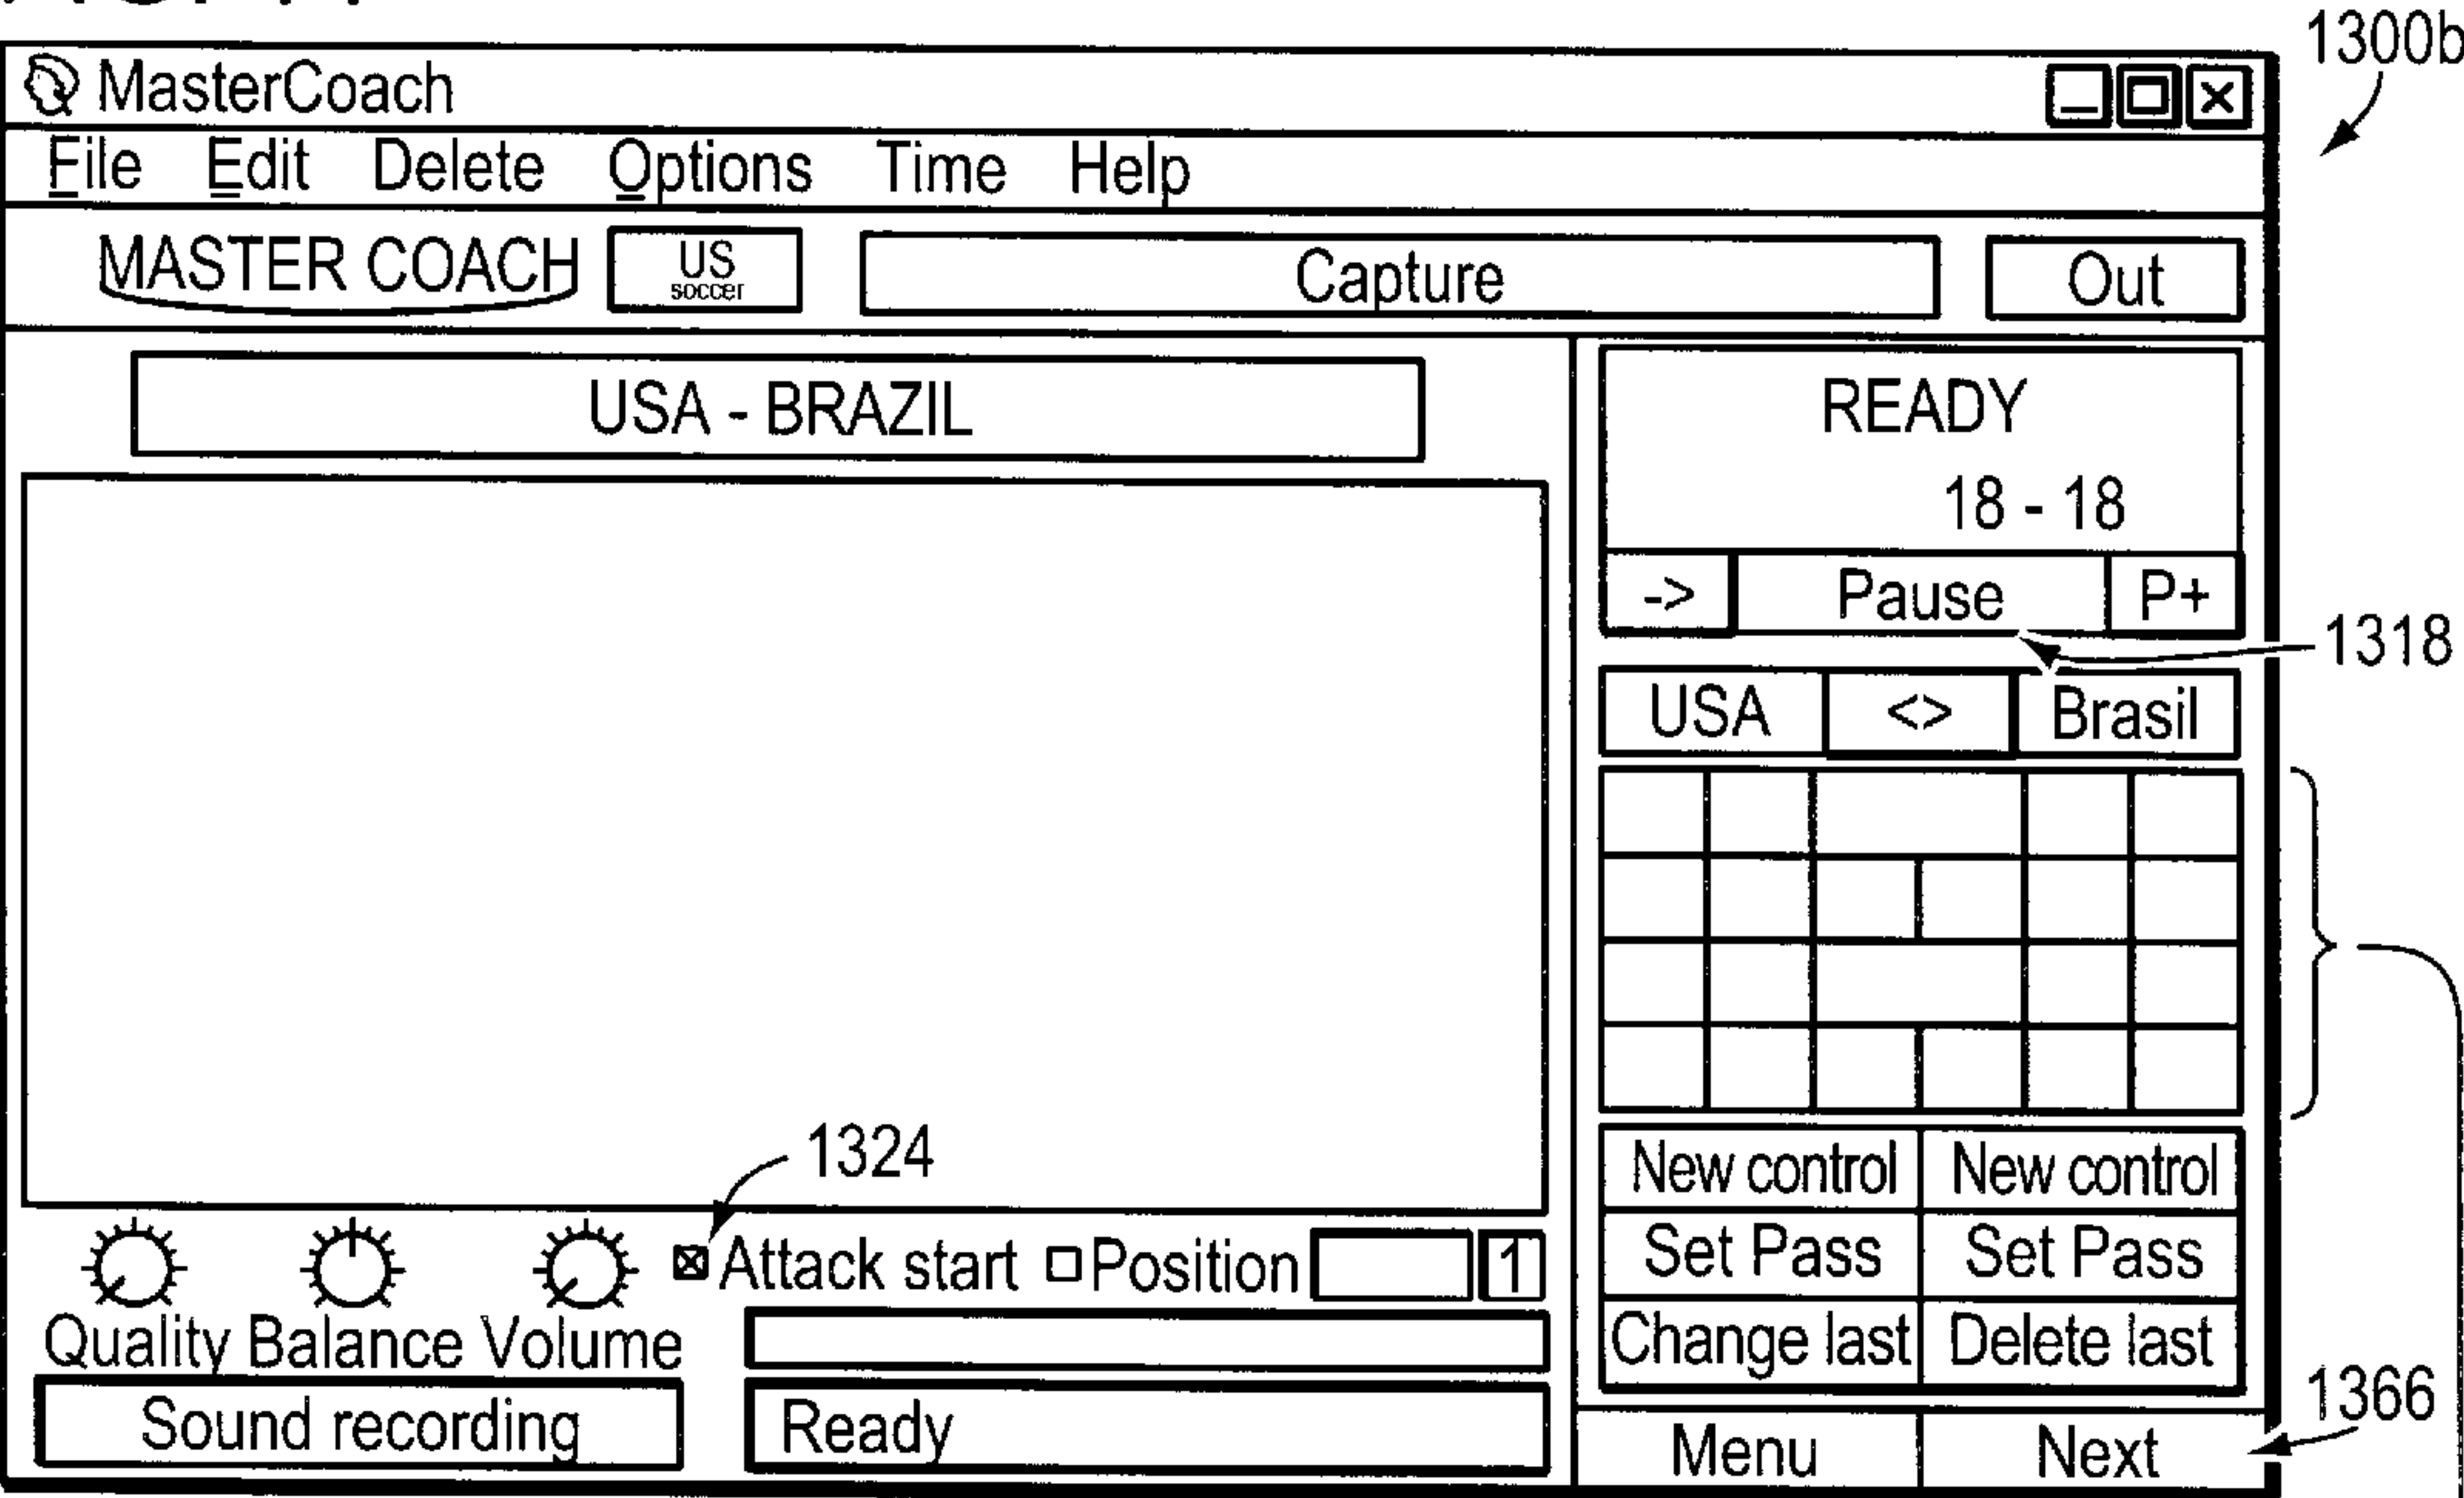 1300b
MasterCoach
File Edit Delete Options Time Help
MASTER COACH US soccer Capture Out
USA - BRAZIL
READY
18 - 18
-> Pause P+
1318
USA <> Brasil
1324
New control New control
Set Pass Set Pass
Change last Delete last
Attack start Position 1
Quality Balance Volume
Sound recording Ready
1366
Menu Next